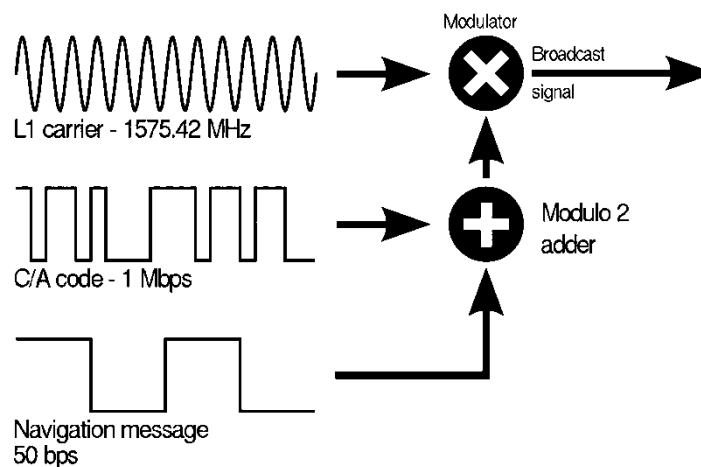 Modulator
Broadcast
signal
L1 carrier - 1575.42 MHz
Modulo 2
adder
C/A code - 1 Mbps
Navigation message
50 bps